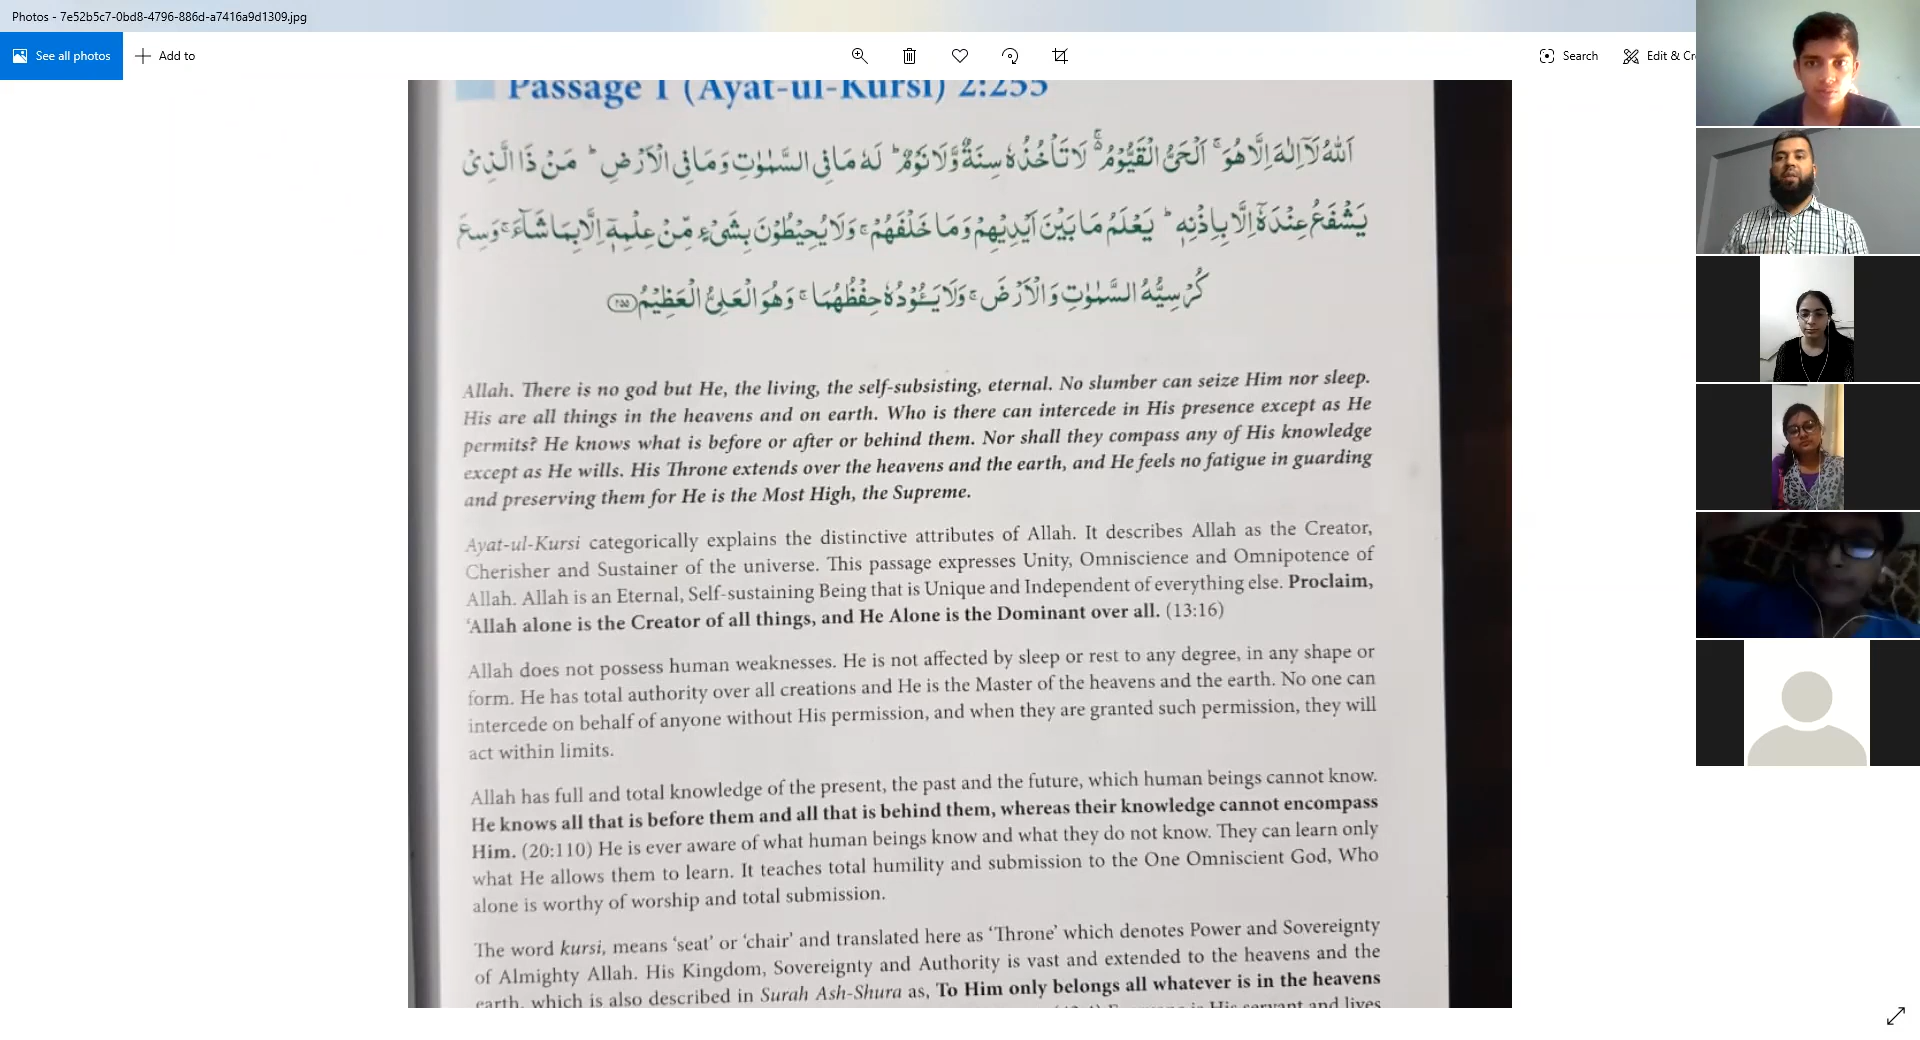 Photos - 7e52b5c7-0bd8-4796-886d-a7416a9d1309.jpg
See all photos
Add to
Search
Edit & Cr
Passage 1 (Ayat-ul-Kursi) 2:255
اَللّٰهُ لَاۤ اِلٰهَ اِلَّا هُوَۚ اَلْحَىُّ الْقَيُّوْمُ ۚ لَا تَاْخُذُهٗ سِنَةٌ وَّلَا نَوْمٌ ؕ لَهٗ مَا فِى السَّمٰوٰتِ وَمَا فِى الْاَرْضِ ؕ مَنْ ذَا الَّذِىْ
يَشْفَعُ عِنْدَهٗۤ اِلَّا بِاِذْنِهٖ ؕ يَعْلَمُ مَا بَيْنَ اَيْدِيْهِمْ وَمَا خَلْفَهُمْ ۚ وَلَا يُحِيْطُوْنَ بِشَىْءٍ مِّنْ عِلْمِهٖۤ اِلَّا بِمَا شَآءَ ۚ وَسِعَ
كُرْسِيُّهُ السَّمٰوٰتِ وَالْاَرْضَ ۚ وَلَا يَـُٔوْدُهٗ حِفْظُهُمَا ۚ وَهُوَ الْعَلِىُّ الْعَظِيْمُ ﴿۲۵۵﴾
Allah. There is no god but He, the living, the self-subsisting, eternal. No slumber can seize Him nor sleep.
His are all things in the heavens and on earth. Who is there can intercede in His presence except as He
permits? He knows what is before or after or behind them. Nor shall they compass any of His knowledge
except as He wills. His Throne extends over the heavens and the earth, and He feels no fatigue in guarding
and preserving them for He is the Most High, the Supreme.
Ayat-ul-Kursi categorically explains the distinctive attributes of Allah. It describes Allah as the Creator,
Cherisher and Sustainer of the universe. This passage expresses Unity, Omniscience and Omnipotence of
Allah. Allah is an Eternal, Self-sustaining Being that is Unique and Independent of everything else. Proclaim,
‘Allah alone is the Creator of all things, and He Alone is the Dominant over all. (13:16)
Allah does not possess human weaknesses. He is not affected by sleep or rest to any degree, in any shape or
form. He has total authority over all creations and He is the Master of the heavens and the earth. No one can
intercede on behalf of anyone without His permission, and when they are granted such permission, they will
act within limits.
Allah has full and total knowledge of the present, the past and the future, which human beings cannot know.
He knows all that is before them and all that is behind them, whereas their knowledge cannot encompass
Him. (20:110) He is ever aware of what human beings know and what they do not know. They can learn only
what He allows them to learn. It teaches total humility and submission to the One Omniscient God, Who
alone is worthy of worship and total submission.
The word kursi, means ‘seat’ or ‘chair’ and translated here as ‘Throne’ which denotes Power and Sovereignty
of Almighty Allah. His Kingdom, Sovereignty and Authority is vast and extended to the heavens and the
earth, which is also described in Surah Ash-Shura as, To Him only belongs all whatever is in the heavens
His servant and lives